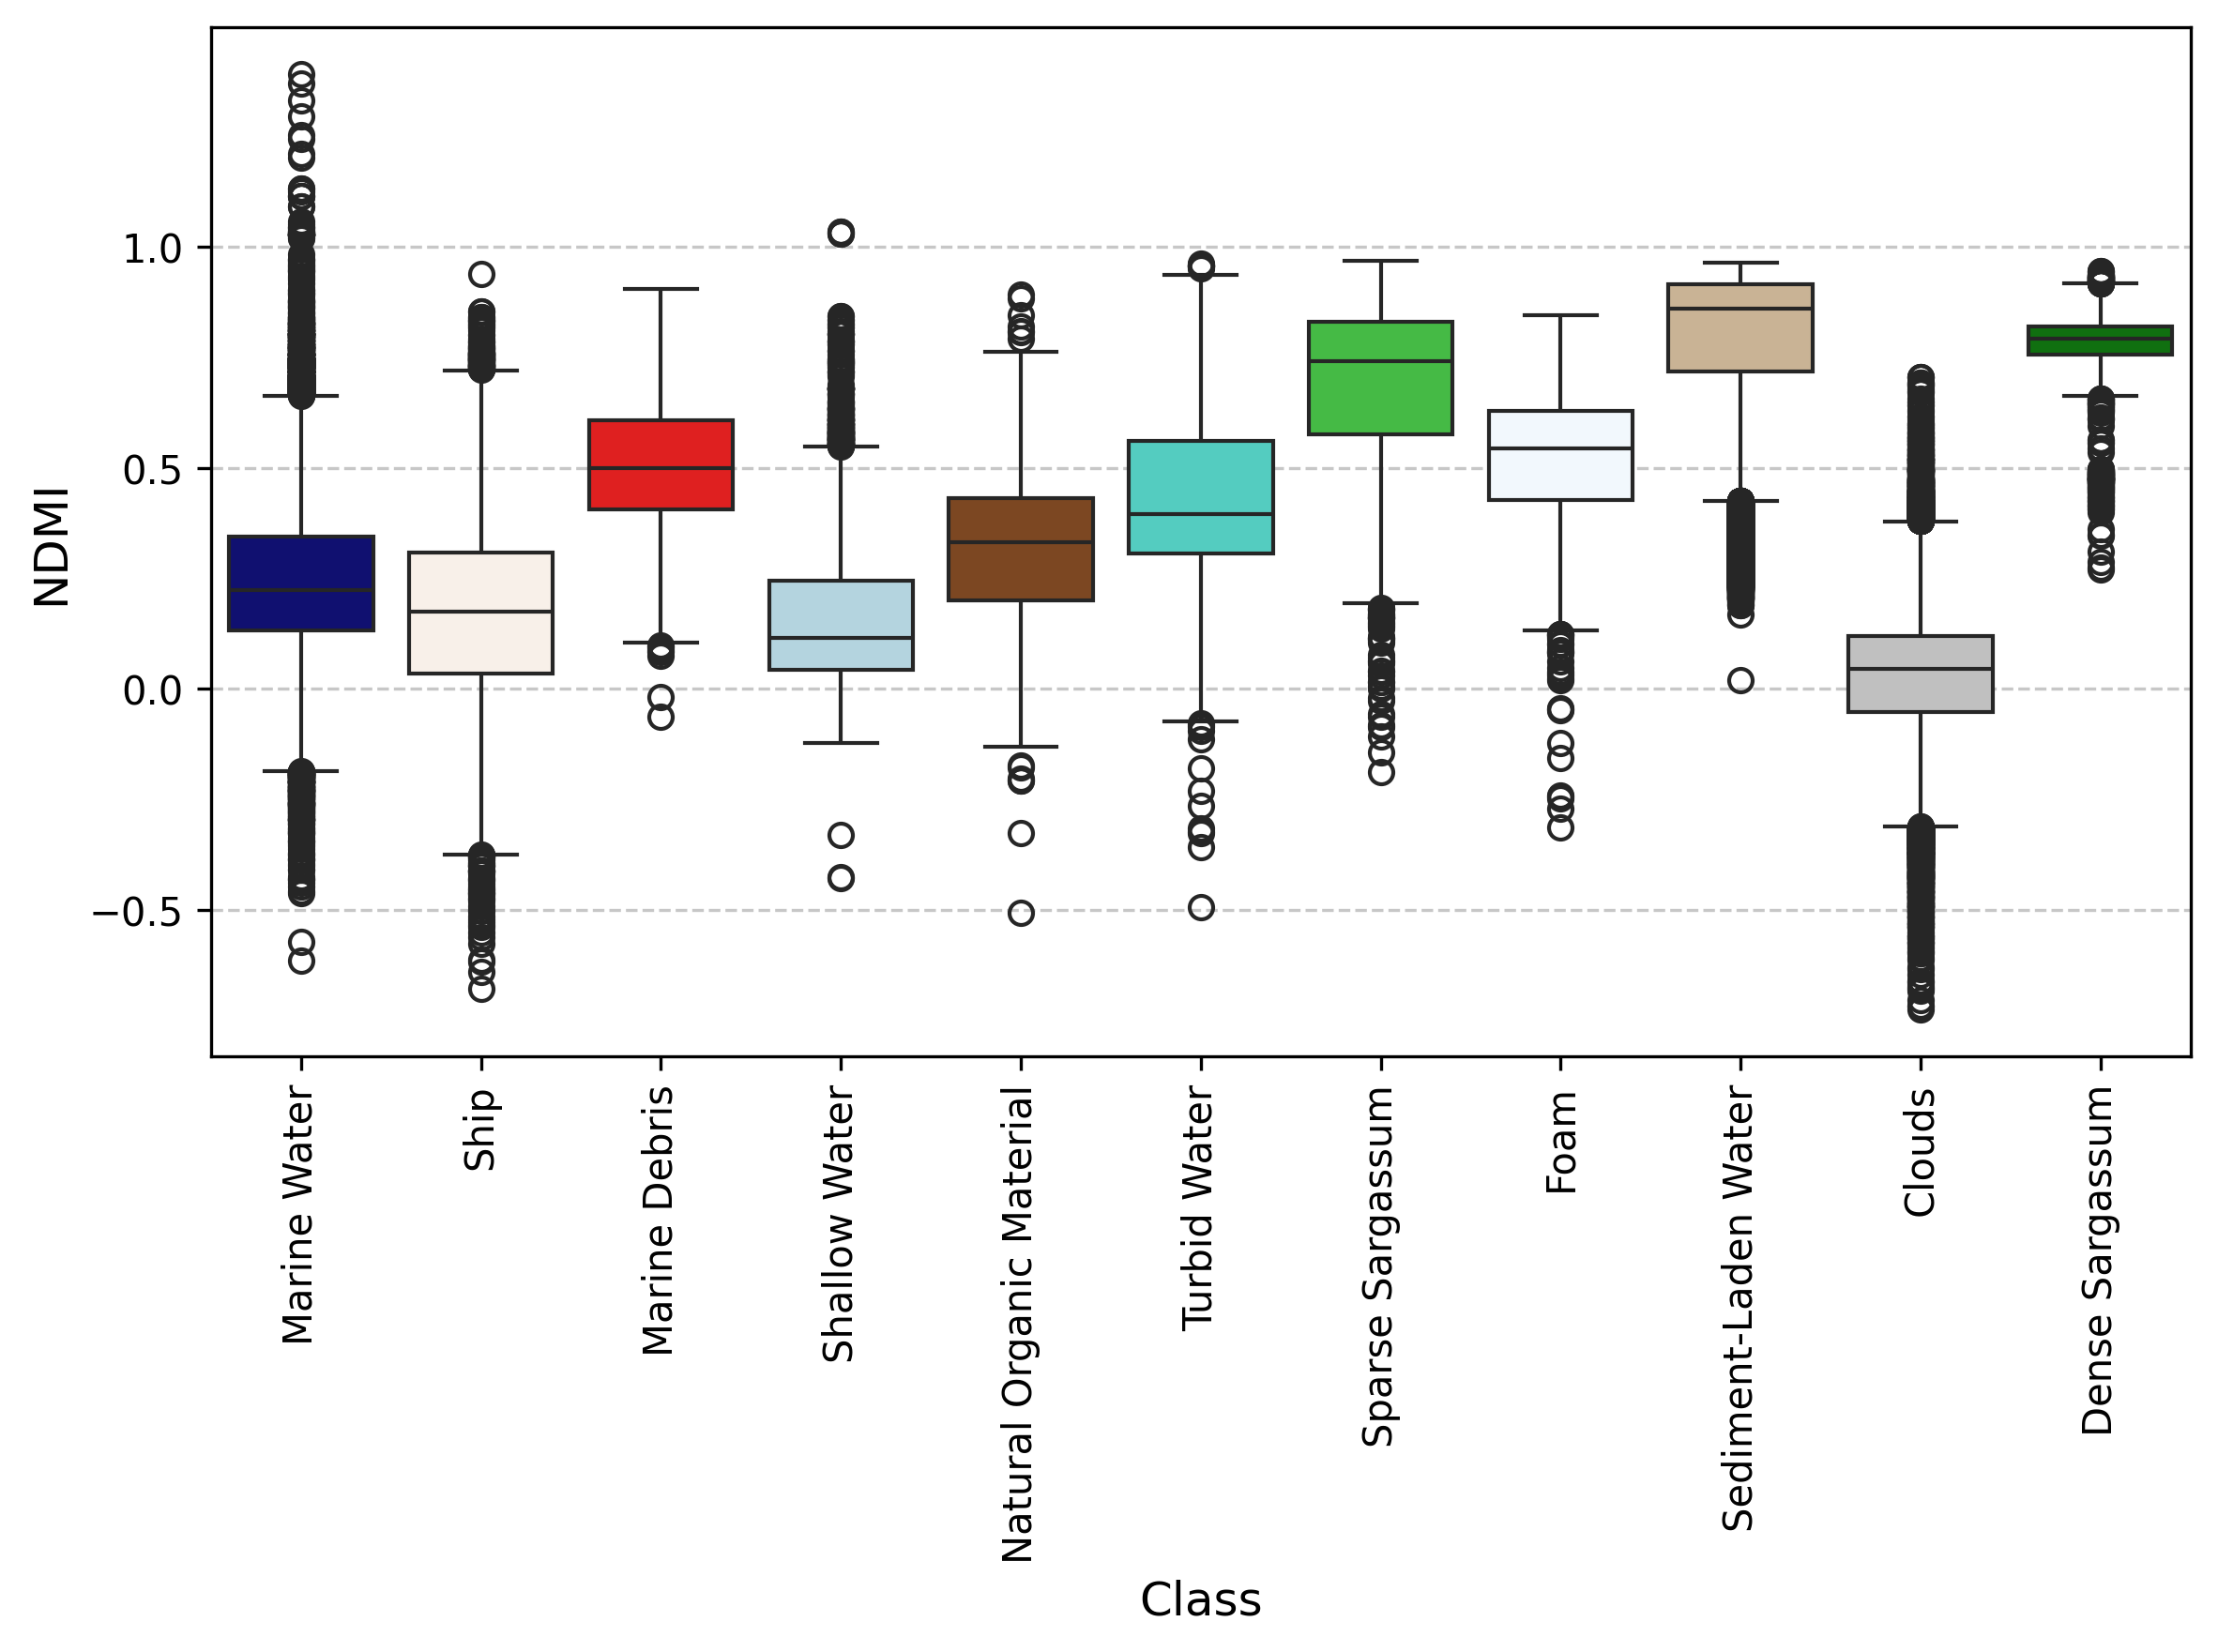 NDMI
1.0
0.5
0.0
−0.5
Marine Water
Ship
Marine Debris
Shallow Water
Natural Organic Material
Turbid Water
Sparse Sargassum
Foam
Sediment-Laden Water
Clouds
Dense Sargassum
Class